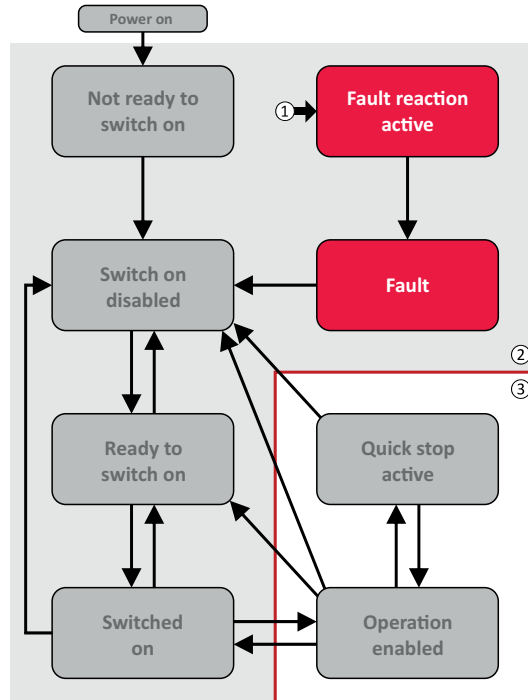 Power on
Not ready to
switch on
①
Fault reaction
active
Switch on
disabled
Fault
②
③
Ready to
switch on
Quick stop
active
Switched
on
Operation
enabled